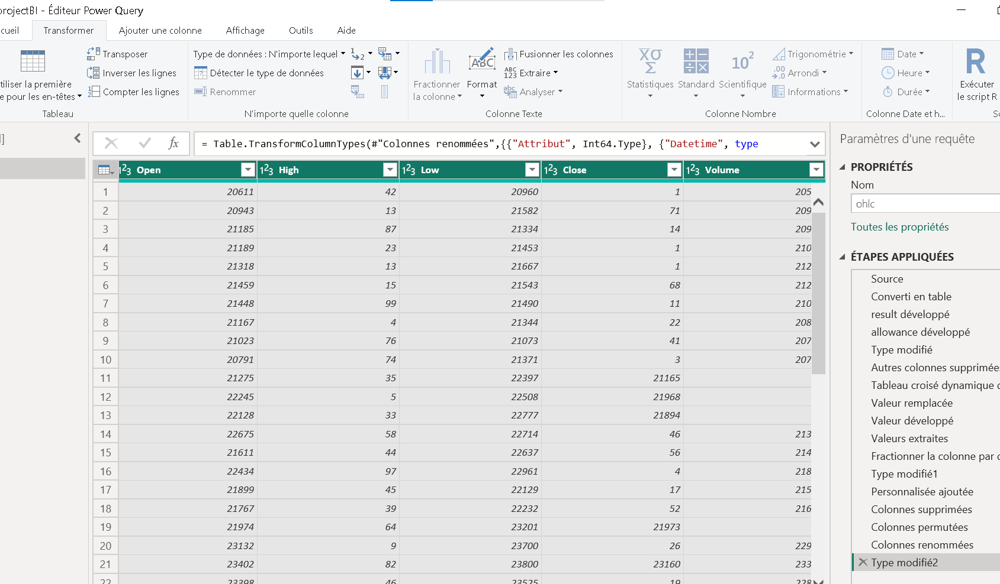 projectBI - Éditeur Power Query
cueil Transformer Ajouter une colonne Affichage Outils Aide
Transposer
Inverser les lignes
tiliser la première
e pour les en-têtes
Compter les lignes
Tableau
Type de données : N'importe lequel
Détecter le type de données
Renommer
N'importe quelle colonne
Fractionner
la colonne
Format
Fusionner les colonnes
Extraire
Analyser
Colonne Texte
Statistiques Standard Scientifique
Trigonométrie
Arrondi
Informations
Colonne Nombre
Date
Heure
Durée
Colonne Date et h...
Exécuter
le script R
Sc
= Table.TransformColumnTypes(#"Colonnes renommées",{{"Attribut", Int64.Type}, {"Datetime", type
Open High Low Close Volume
1 20611 42 20960 1 205
2 20943 13 21582 71 209
3 21185 87 21334 14 209
4 21189 23 21453 1 210
5 21318 13 21667 1 212
6 21459 15 21543 68 212
7 21448 99 21490 11 210
8 21167 4 21344 22 208
9 21023 76 21073 41 207
10 20791 74 21371 3 207
11 21275 35 22397 21165
12 22245 5 22508 21968
13 22128 33 22777 21894
14 22675 58 22714 46 213
15 21611 44 22637 56 214
16 22434 97 22961 4 218
17 21899 45 22129 17 215
18 21767 39 22232 52 216
19 21974 64 23201 21973
20 23132 9 23700 26 229
21 23402 82 23800 23160 233
22 23398 46 23525 19 228
Paramètres d'une requête
PROPRIÉTÉS
Nom
ohlc
Toutes les propriétés
ÉTAPES APPLIQUÉES
Source
Converti en table
result développé
allowance développé
Type modifié
Autres colonnes supprimées
Tableau croisé dynamique d
Valeur remplacée
Valeur développé
Valeurs extraites
Fractionner la colonne par d
Type modifié1
Personnalisée ajoutée
Colonnes supprimées
Colonnes permutées
Colonnes renommées
Type modifié2